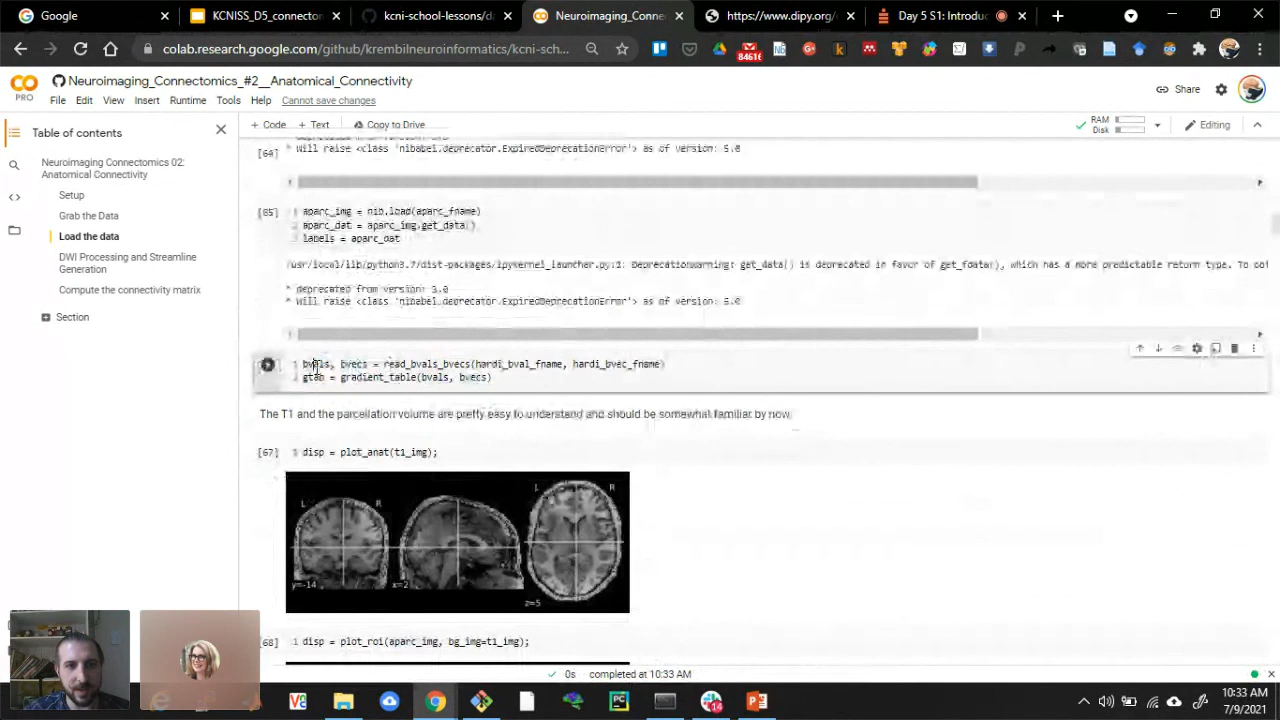 Google
KCNISS_D5_connector
kcni-school-lessons/da
Neuroimaging_Conne
https://www.dipy.org/
Day 5 S1: Introduc
colab.research.google.com/github/krembilneuroinformatics/kcni-sch...
84616
PRO
Neuroimaging_Connectomics_#2__Anatomical_Connectivity
File Edit View Insert Runtime Tools Help Cannot save changes
Share
Table of contents
Neuroimaging Connectomics 02:
Anatomical Connectivity
Setup
Grab the Data
Load the data
DWI Processing and Streamline
Generation
Compute the connectivity matrix
Section
+ Code + Text Copy to Drive
RAM
Disk
Editing
[64]
* Will raise <class 'nibabel.deprecator.ExpiredDeprecationError'> as of version: 5.0
[65] 1 aparc_img = nib.load(aparc_fname)
2 aparc_dat = aparc_img.get_data()
3 labels = aparc_dat
/usr/local/lib/python3.7/dist-packages/ipykernel_launcher.py:2: DeprecationWarning: get_data() is deprecated in favor of get_fdata(), which has a more predictable return type. To
* deprecated from version: 3.0
* Will raise <class 'nibabel.deprecator.ExpiredDeprecationError'> as of version: 5.0
1 bvals, bvecs = read_bvals_bvecs(hardi_bval_fname, hardi_bvec_fname)
2 gtab = gradient_table(bvals, bvecs)
The T1 and the parcellation volume are pretty easy to understand and should be somewhat familiar by now.
[67] 1 disp = plot_anat(t1_img);
L R
L R
y=-14
x=2
z=5
[68] 1 disp = plot_roi(aparc_img, bg_img=t1_img);
0s completed at 10:33 AM
14
10:33 AM
7/9/2021